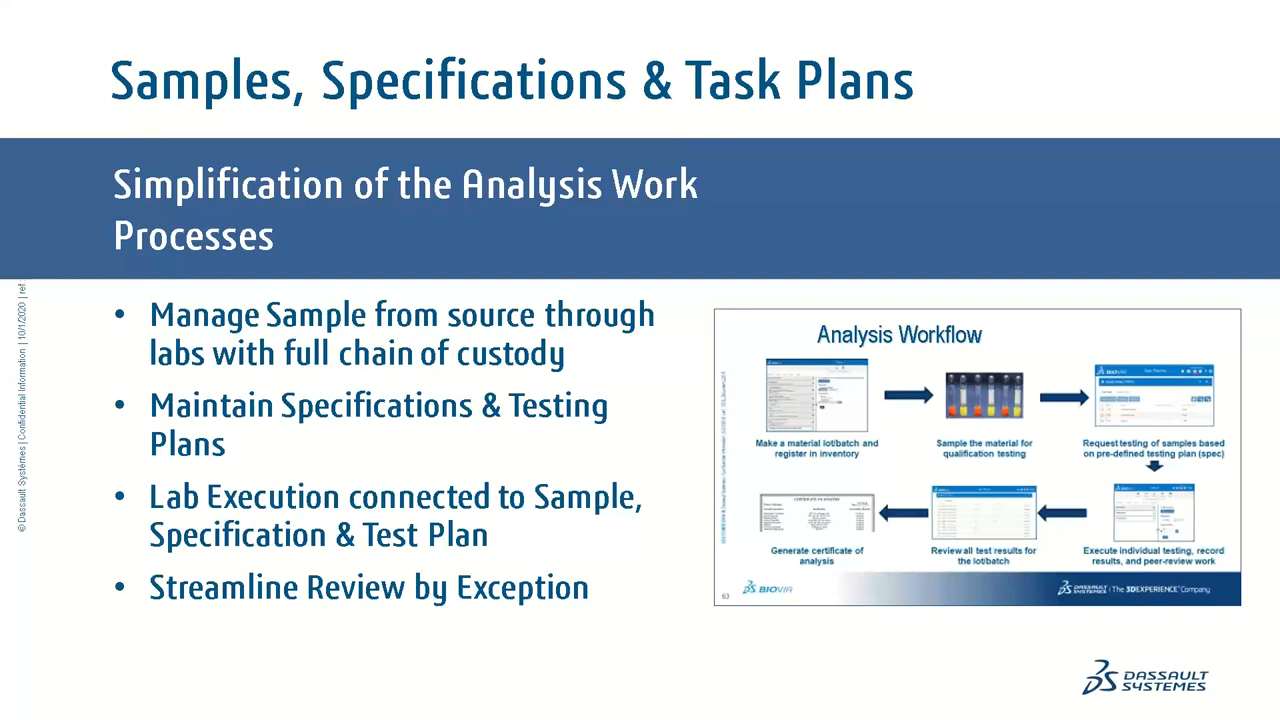 Samples, Specifications & Task Plans
Simplification of the Analysis Work
Processes
• Manage Sample from source through
labs with full chain of custody
• Maintain Specifications & Testing
Plans
• Lab Execution connected to Sample,
Specification & Test Plan
• Streamline Review by Exception
© Dassault Systèmes | Confidential Information | 10/1/2020 | ref.:
Analysis Workflow
BIOVIA
Make a material lot/batch and
register in inventory
Sample the material for
qualification testing
Request testing of samples based
on pre-defined testing plan (spec)
CERTIFICATE OF ANALYSIS
Generate certificate of
analysis
Review all test results for
the lot/batch
Execute individual testing, record
results, and peer-review work
63
BIOVIA
DASSAULT SYSTEMES | The 3DEXPERIENCE Company
DASSAULT
SYSTEMES